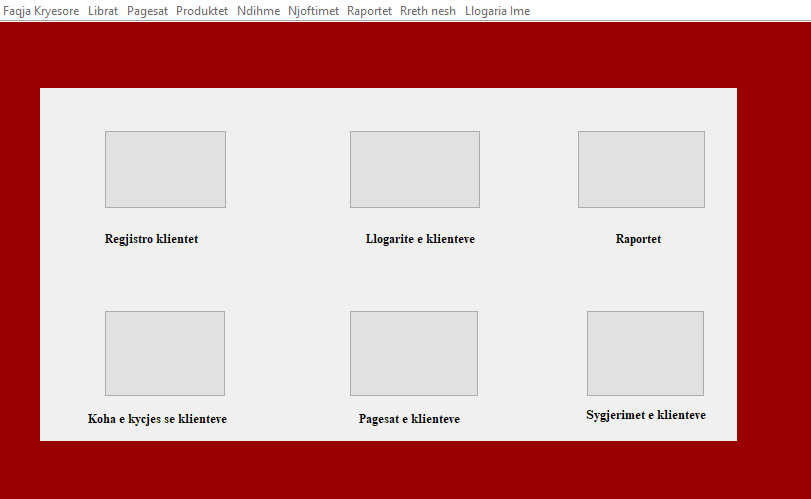 Faqja Kryesore Librat Pagesat Produktet Ndihme Njoftimet Raportet Rreth nesh Llogaria Ime
Regjistro klientet Llogarite e klienteve Raportet
Koha e kycjes se klienteve Pagesat e klienteve Sygjerimet e klienteve